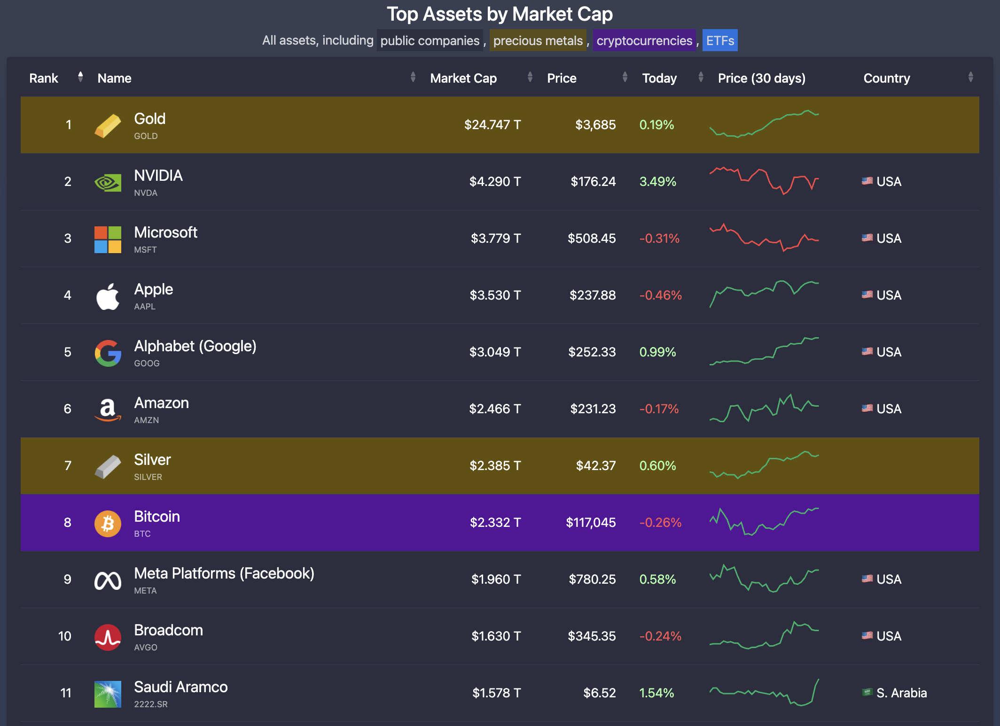 Top Assets by Market Cap
All assets, including public companies, precious metals, cryptocurrencies, ETFs
Rank Name Market Cap Price Today Price (30 days) Country
1 Gold $24.747 T $3,685 0.19%
GOLD
2 NVIDIA $4.290 T $176.24 3.49% USA
NVDA
3 Microsoft $3.779 T $508.45 -0.31% USA
MSFT
4 Apple $3.530 T $237.88 -0.46% USA
AAPL
5 Alphabet (Google) $3.049 T $252.33 0.99% USA
GOOG
6 Amazon $2.466 T $231.23 -0.17% USA
AMZN
7 Silver $2.385 T $42.37 0.60%
SILVER
8 Bitcoin $2.332 T $117,045 -0.26%
BTC
9 Meta Platforms (Facebook) $1.960 T $780.25 0.58% USA
META
10 Broadcom $1.630 T $345.35 -0.24% USA
AVGO
11 Saudi Aramco $1.578 T $6.52 1.54% S. Arabia
2222.SR